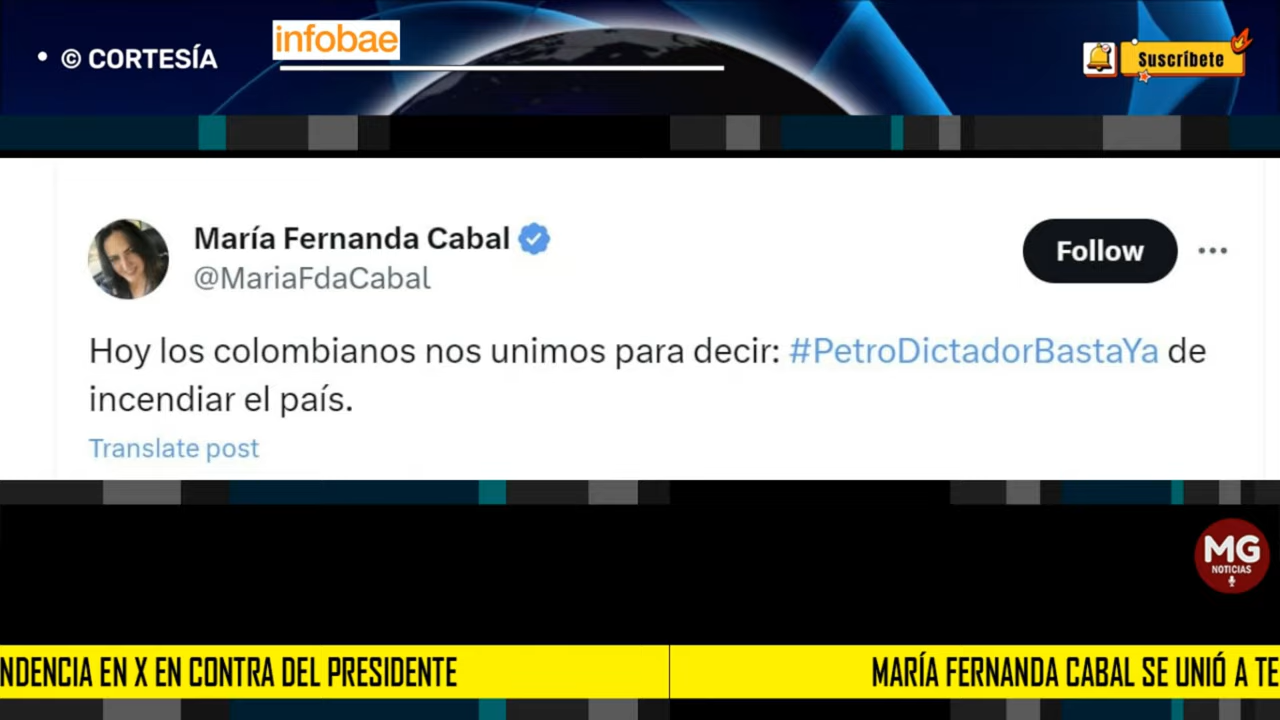 • © CORTESÍA
infobae
Suscríbete
María Fernanda Cabal
@MariaFdaCabal
Follow
Hoy los colombianos nos unimos para decir: #PetroDictadorBastaYa de
incendiar el país.
Translate post
MG
NOTICIAS
NDENCIA EN X EN CONTRA DEL PRESIDENTE
MARÍA FERNANDA CABAL SE UNIÓ A TE